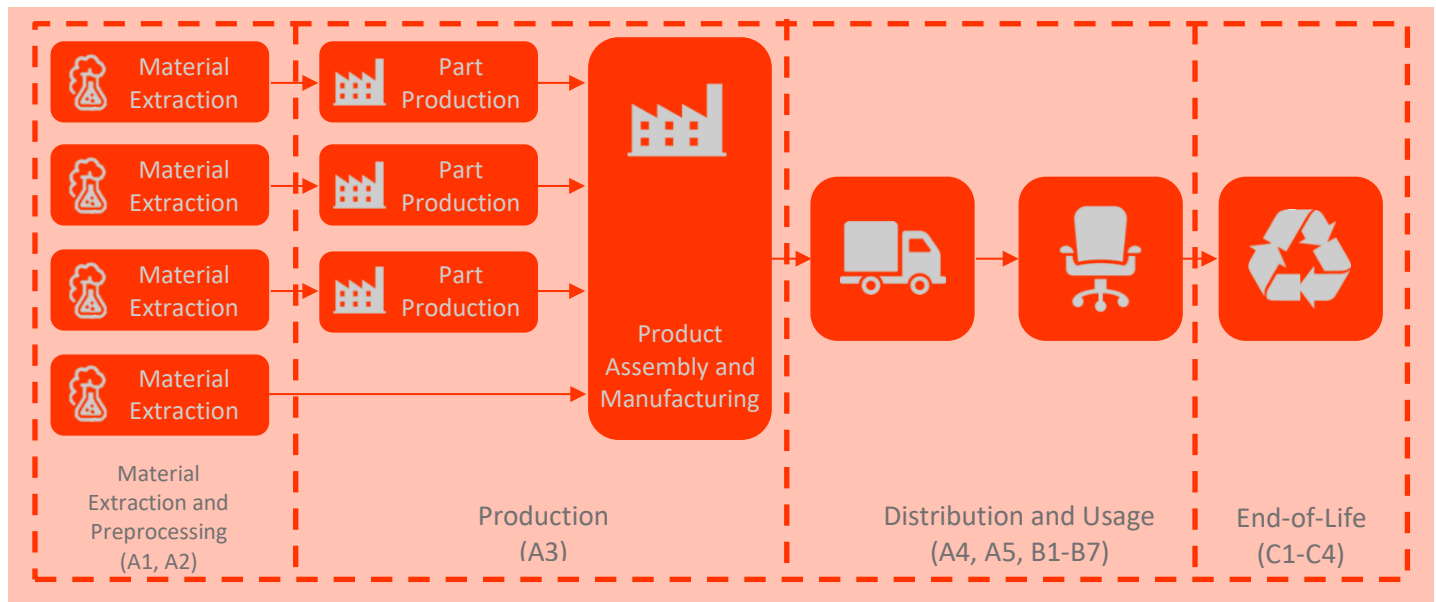 Material
Extraction
Part
Production
Material
Extraction
Part
Production
Material
Extraction
Part
Production
Material
Extraction
Product
Assembly and
Manufacturing
Material
Extraction and
Preprocessing
(A1, A2)
Production
(A3)
Distribution and Usage
(A4, A5, B1-B7)
End-of-Life
(C1-C4)